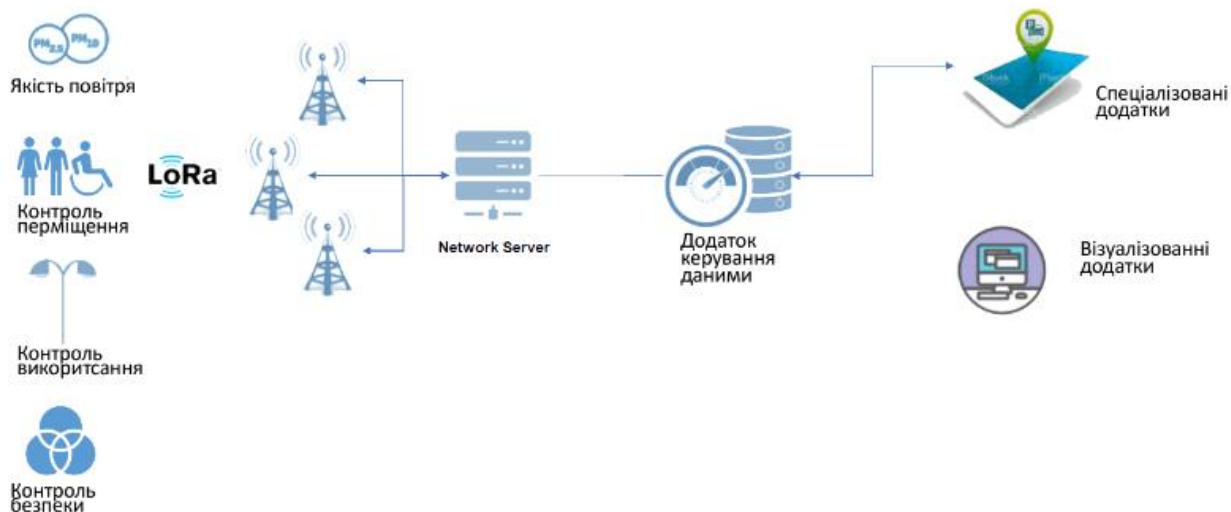 PM2.5
PM10
Якість повітря
Контроль
перміщення
LoRa
Контроль
використсання
Контроль
безпеки
Network Server
Додаток
керування
даними
Спеціалізовані
додатки
Візуалізованні
додатки